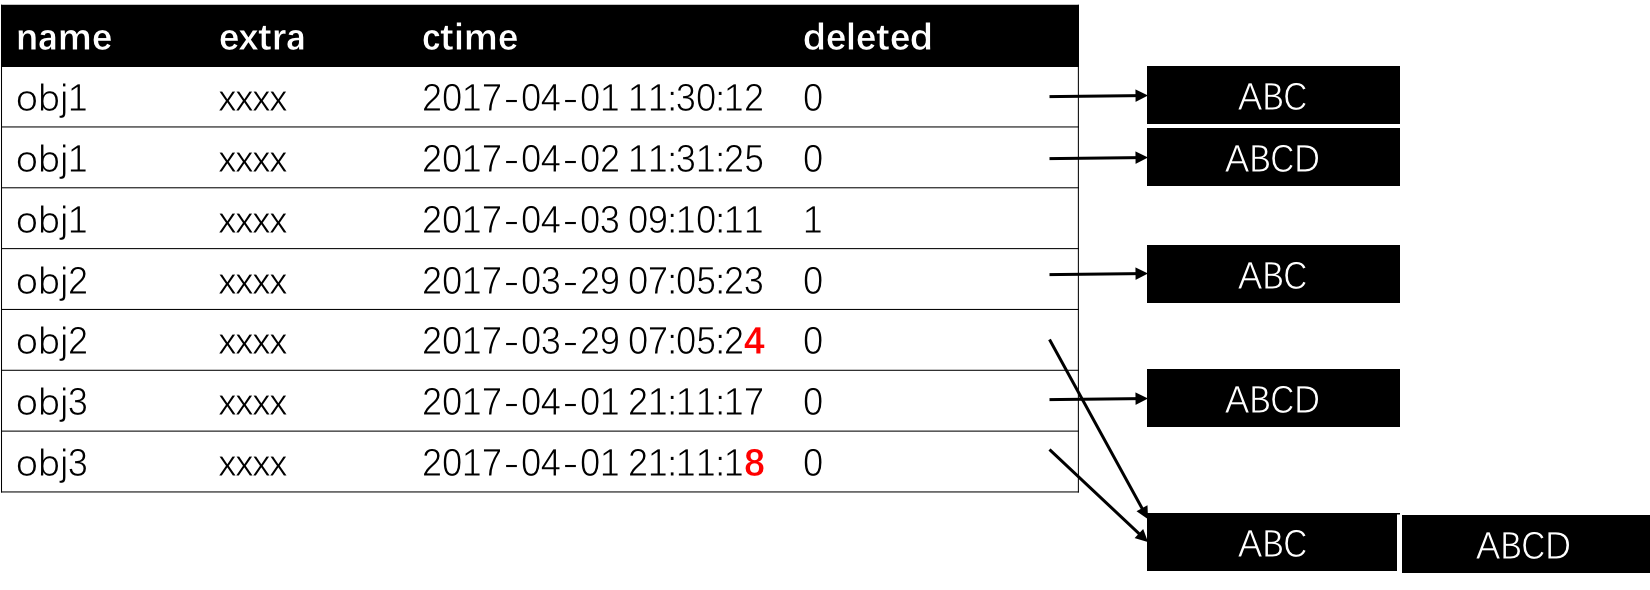 name extra ctime deleted
obj1 xxxx 2017-04-01 11:30:12 0 ABC
obj1 xxxx 2017-04-02 11:31:25 0 ABCD
obj1 xxxx 2017-04-03 09:10:11 1
obj2 xxxx 2017-03-29 07:05:23 0 ABC
obj2 xxxx 2017-03-29 07:05:24 0
obj3 xxxx 2017-04-01 21:11:17 0 ABCD
obj3 xxxx 2017-04-01 21:11:18 0
ABC ABCD